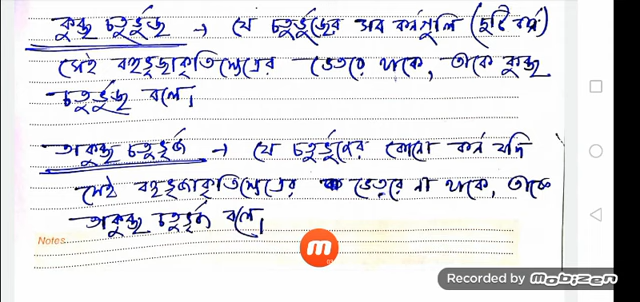 কুব্জ চতুর্ভুজ → যে চতুর্ভুজের সব কর্ণগুলি (দুটি কর্ণ)
সেই বহুভূজাকৃতিক্ষেত্রের ভেতরে থাকে, তাকে কুব্জ
চতুর্ভুজ বলে।
অকুব্জ চতুর্ভূজ → যে চতুর্ভূজের কোনো কর্ন যদি
সেই বহুভূজাকৃতিক্ষেত্রের ভেতরে না থাকে, তাকে
অকুব্জ চতুর্ভূজ বলে।
Notes
m
Recorded by mobizen